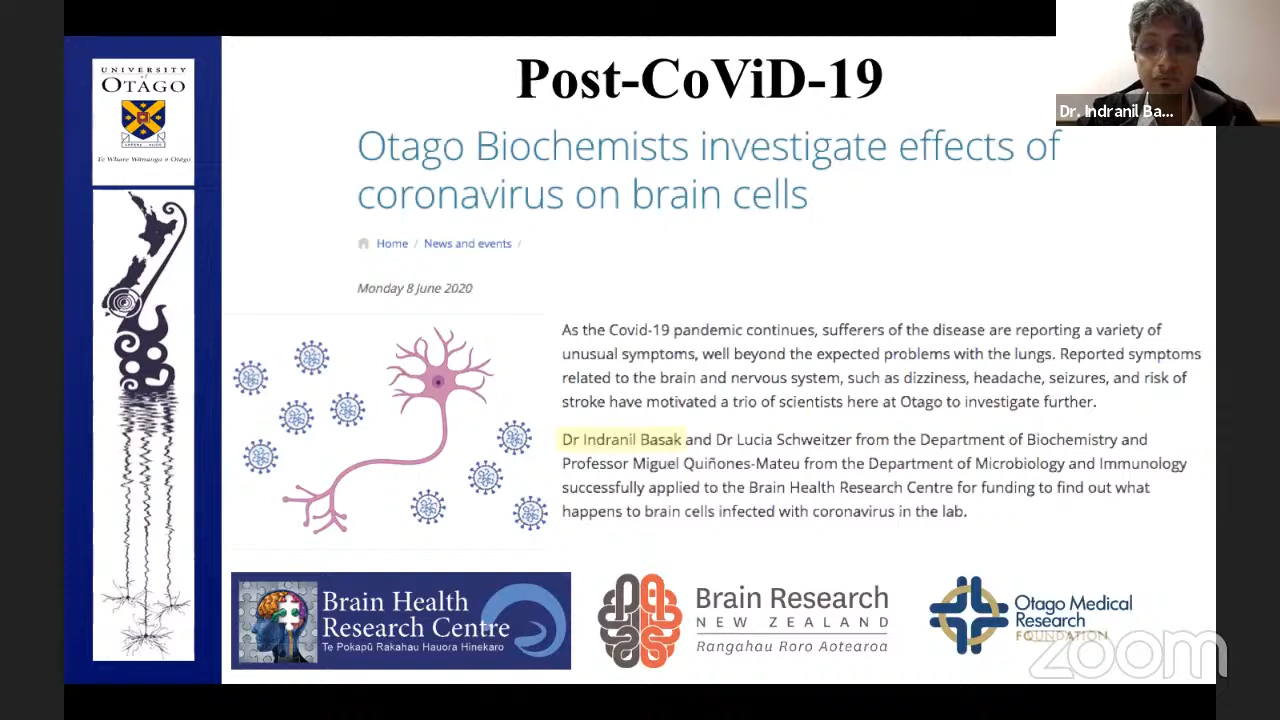 UNIVERSITY
of
OTAGO
Te Whare Wānanga o Otāgo
Post-CoViD-19
Dr. Indranil Ba...
Otago Biochemists investigate effects of
coronavirus on brain cells
Home / News and events /
Monday 8 June 2020
As the Covid-19 pandemic continues, sufferers of the disease are reporting a variety of
unusual symptoms, well beyond the expected problems with the lungs. Reported symptoms
related to the brain and nervous system, such as dizziness, headache, seizures, and risk of
stroke have motivated a trio of scientists here at Otago to investigate further.
Dr Indranil Basak and Dr Lucia Schweitzer from the Department of Biochemistry and
Professor Miguel Quiñones-Mateu from the Department of Microbiology and Immunology
successfully applied to the Brain Health Research Centre for funding to find out what
happens to brain cells infected with coronavirus in the lab.
Brain Health
Research Centre
Te Pokapū Rakahau Hauora Hinekaro
Brain Research
NEW ZEALAND
Rangahau Roro Aotearoa
Otago Medical
Research
FOUNDATION
zoom